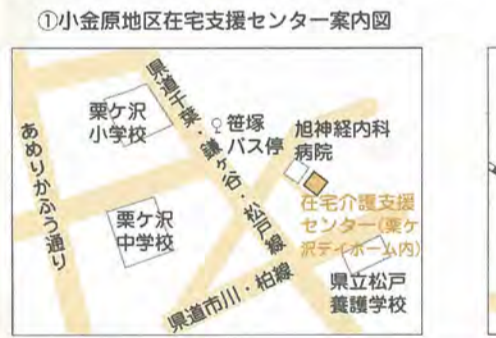 ①小金原地区在宅支援センター案内図
栗ケ沢
小学校
県道千葉・鎌ヶ谷・松戸線
笹塚
バス停
旭神経内科
病院
あめりかふう通り
栗ケ沢
中学校
在宅介護支援
センター(栗ケ
沢デイホーム内)
県道市川・柏線
県立松戸
養護学校